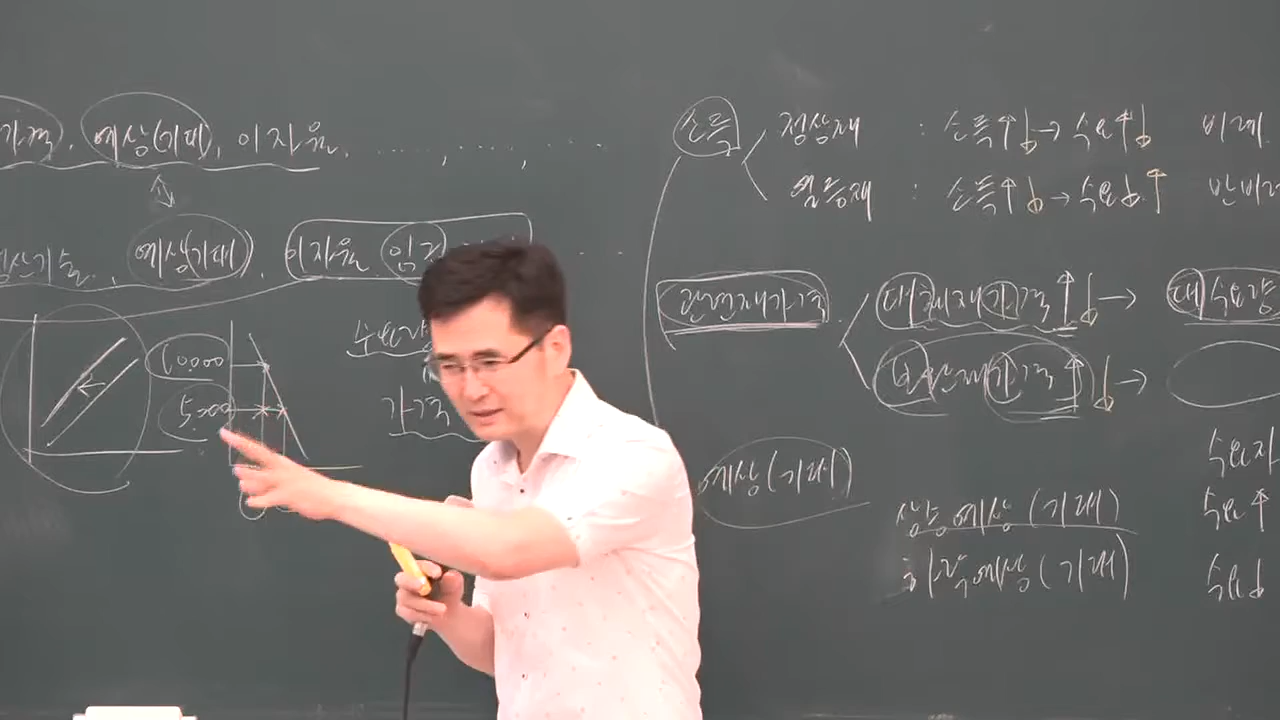 가격. 예상(기대), 이자율.
생산기술. 예상(기대). 이자율 임금
10,000
5,000
수요량
가격
소득
정상재 : 소득↑↓→ 수요↑↓ 비례.
열등재 : 소득↑↓→ 수요↓↑ 반비례
관련재가격
대체재가격↑↓→ 대 수요량
보완재가격↑↓→
예상(기대)
상승예상(기대)
하락예상(기대)
수요자
수요↑
수요↓